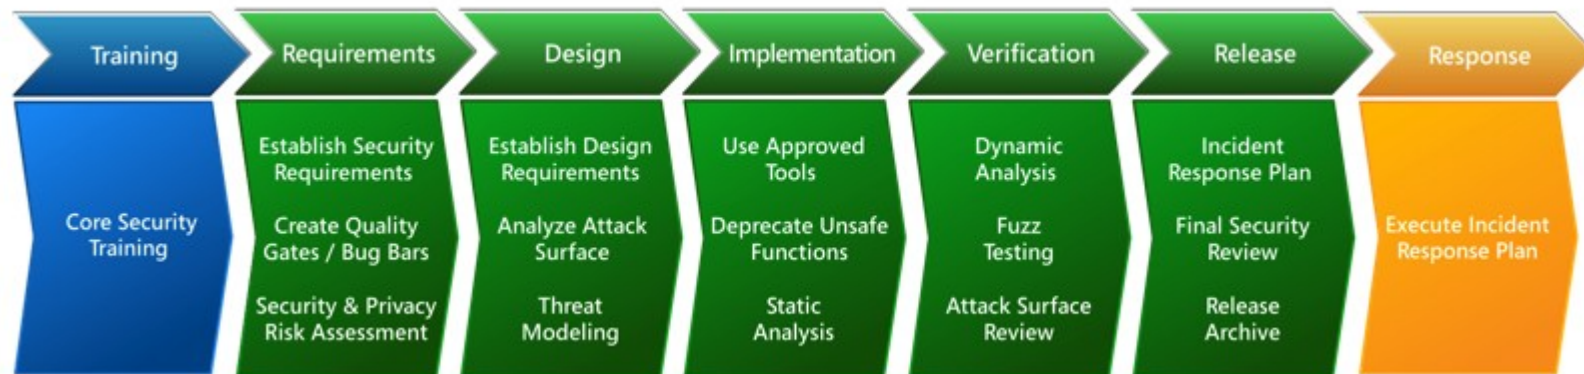 Training
Requirements
Design
Implementation
Verification
Release
Response
Core Security
Training
Establish Security
Requirements
Create Quality
Gates / Bug Bars
Security & Privacy
Risk Assessment
Establish Design
Requirements
Analyze Attack
Surface
Threat
Modeling
Use Approved
Tools
Deprecate Unsafe
Functions
Static
Analysis
Dynamic
Analysis
Fuzz
Testing
Attack Surface
Review
Incident
Response Plan
Final Security
Review
Release
Archive
Execute Incident
Response Plan